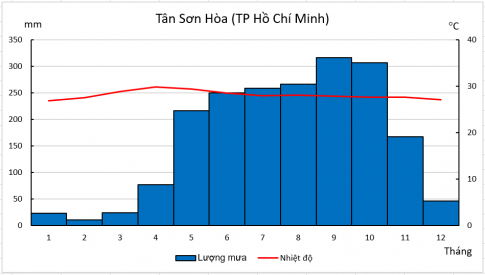 Tân Sơn Hòa (TP Hồ Chí Minh)
mm
°C
350
300
250
200
150
100
50
0
40
30
20
10
0
1 2 3 4 5 6 7 8 9 10 11 12
Tháng
Lượng mưa Nhiệt độ